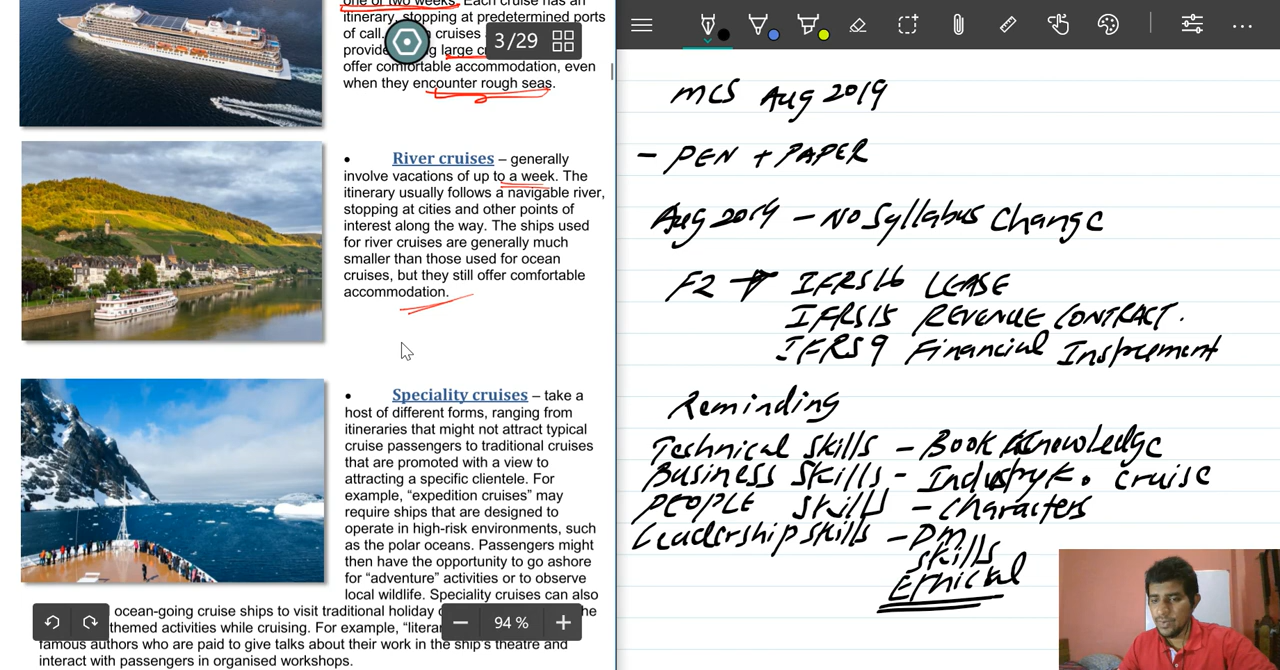 one or two weeks. Each cruise has an
itinerary, stopping at predetermined ports
of call. cruises
provide g large c
offer comfortable accommodation, even
when they encounter rough seas.
3/29
• River cruises – generally
involve vacations of up to a week. The
itinerary usually follows a navigable river,
stopping at cities and other points of
interest along the way. The ships used
for river cruises are generally much
smaller than those used for ocean
cruises, but they still offer comfortable
accommodation.
• Speciality cruises – take a
host of different forms, ranging from
itineraries that might not attract typical
cruise passengers to traditional cruises
that are promoted with a view to
attracting a specific clientele. For
example, “expedition cruises” may
require ships that are designed to
operate in high-risk environments, such
as the polar oceans. Passengers might
then have the opportunity to go ashore
for “adventure” activities or to observe
local wildlife. Speciality cruises can also
ocean-going cruise ships to visit traditional holiday
themed activities while cruising. For example, “literar
famous authors who are paid to give talks about their work in the ship's theatre and
interact with passengers in organised workshops.
94 %
MCS Aug 2019
- PEN + PAPER
Aug 2019 - No Syllabus Change
F2 IFRS16 LEASE
IFRS15 REVENUE CONTRACT.
IFRS9 Financial Instrument
Reminding
Technical Skills - Book Knowledge
Business Skills - Industry K. cruise
PEOPLE Skills - Characters
Leadership skills - DM
Skills
Ethical